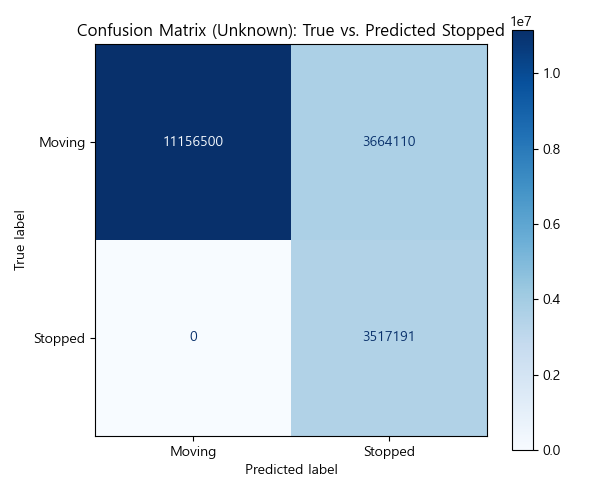 Confusion Matrix (Unknown): True vs. Predicted Stopped
1e7
Moving
11156500
3664110
Stopped
0
3517191
True label
Moving
Stopped
Predicted label
1.0
0.8
0.6
0.4
0.2
0.0